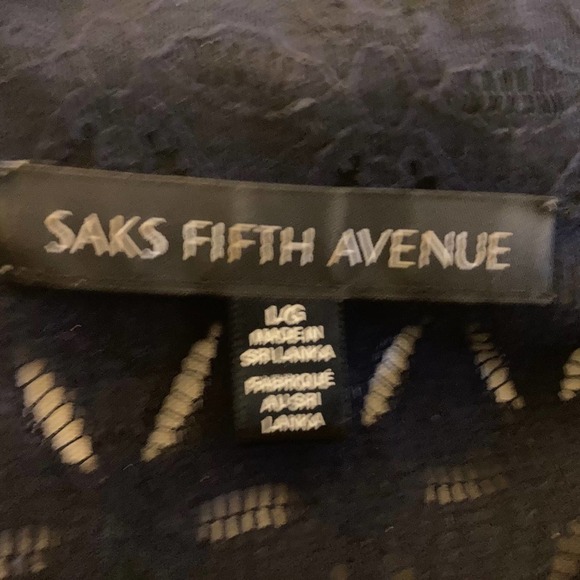 SAKS FIFTH AVENUE
LG
MADE IN
SRI LANKA
FABRIQUÉ
AU SRI
LANKA